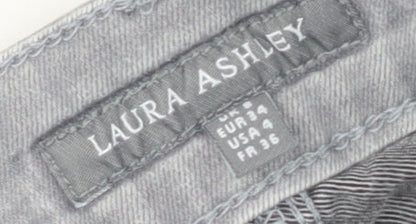 LAURA ASHLEY
UK 8
EUR 34
USA 4
FR 36